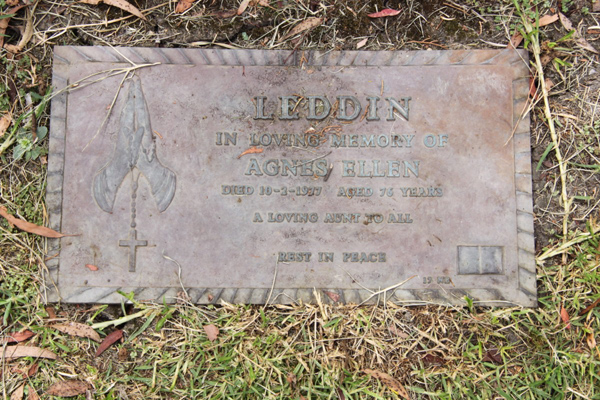 LEDDIN
IN LOVING MEMORY OF
AGNES ELLEN
DIED 10-2-1977 AGED 76 YEARS
A LOVING AUNT TO ALL
REST IN PEACE